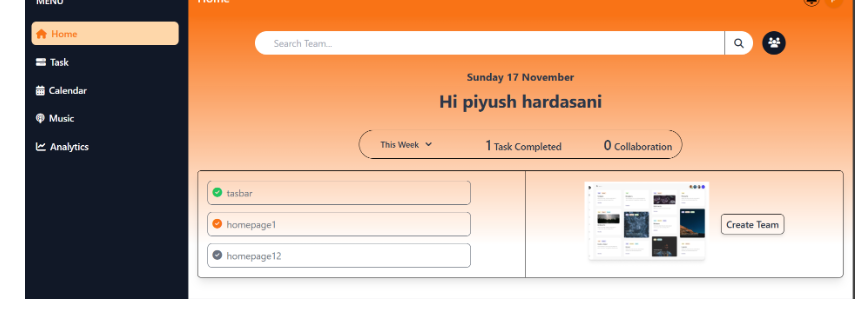 MENU
Home
Home
Search Team...
Task
Calendar
Music
Analytics
Sunday 17 November
Hi piyush hardasani
This Week
1 Task Completed
0 Collaboration
tasbar
homepage1
homepage12
Create Team